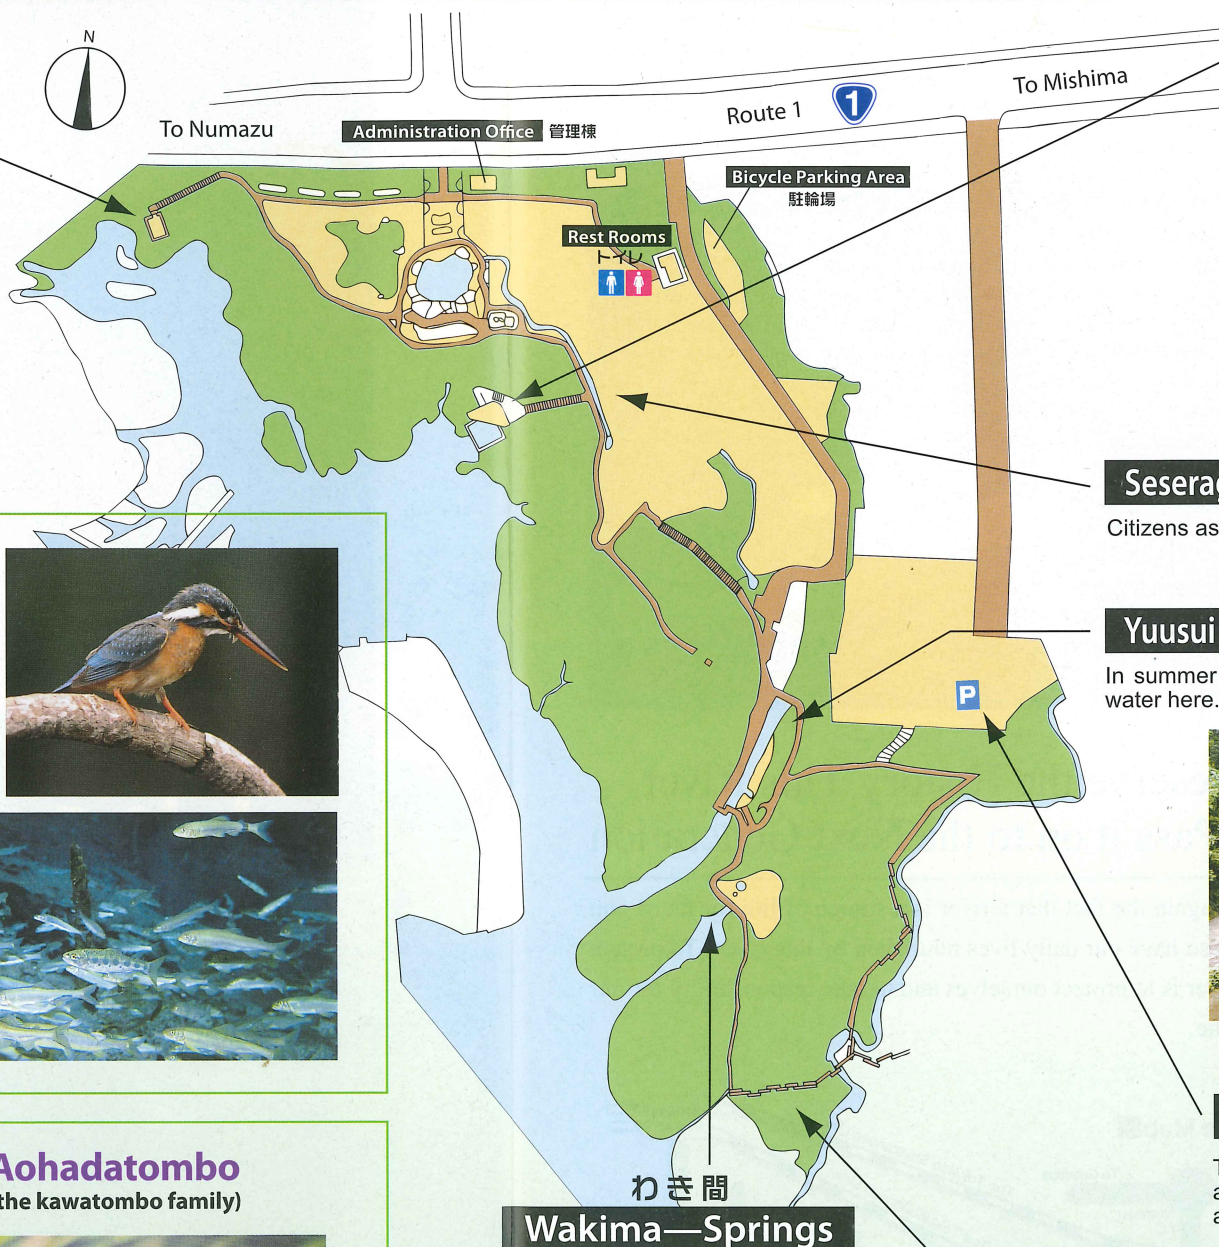 N
To Numazu
Administration Office 管理棟
Route 1
1
To Mishima
Bicycle Parking Area
駐輪場
Rest Rooms
トイレ
Seserag
Citizens as
Yuusui
In summer
water here.
P
わき間
Wakima—Springs
Aohadatombo
(the kawatombo family)